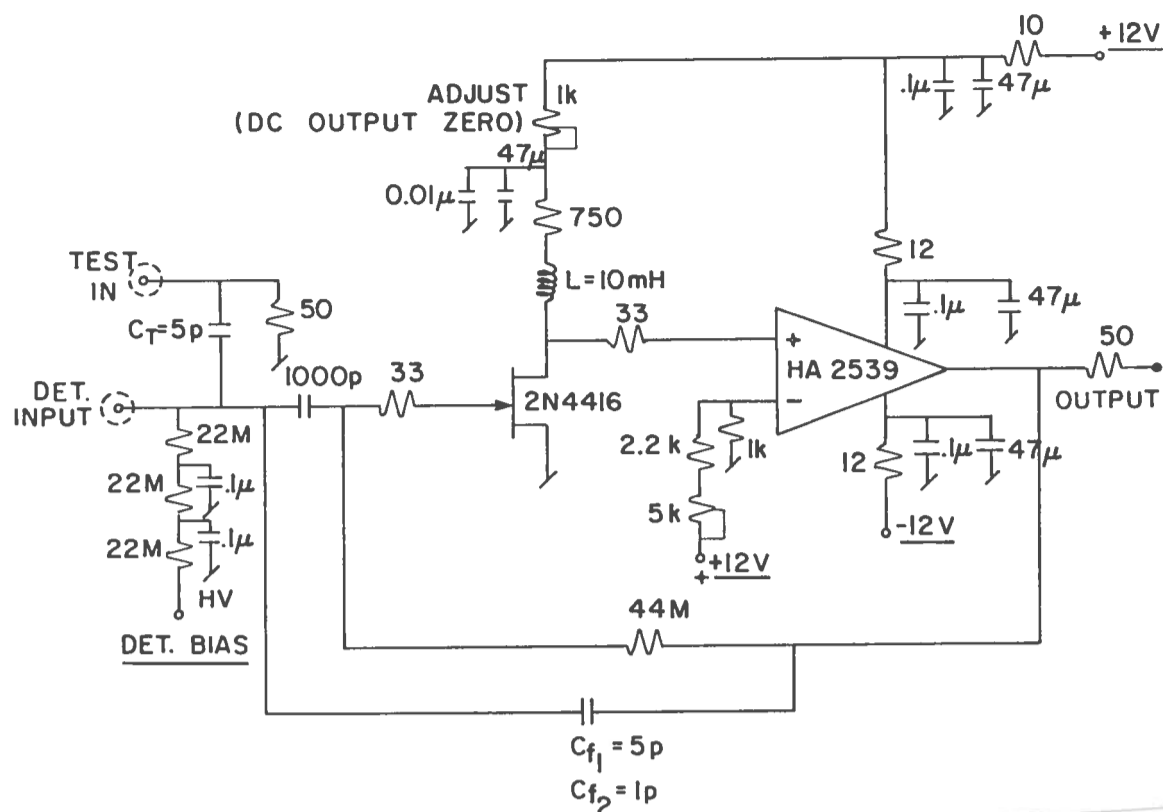 10
+12V
.1μ
47μ
1k
ADJUST
(DC OUTPUT ZERO)
47μ
0.01μ
750
L=10mH
12
.1μ
47μ
TEST
IN
C_T=5p
50
33
+
HA 2539
-
50
OUTPUT
1000p
33
DET.
INPUT
2N4416
22M
.1μ
22M
.1μ
22M
HV
DET. BIAS
2.2k
1k
5k
+12V
+
12
.1μ
47μ
-12V
44M
C_f1 = 5p
C_f2 = 1p